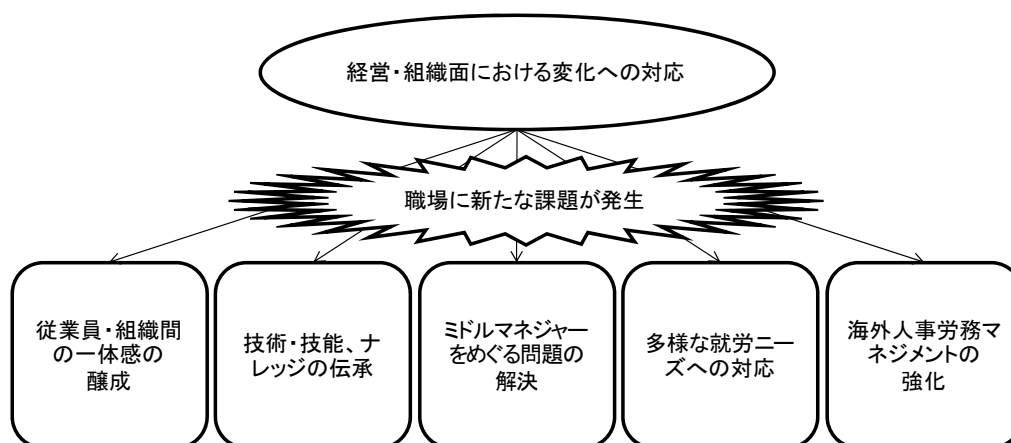 経営・組織面における変化への対応
職場に新たな課題が発生
従業員・組織間
の一体感の
醸成
技術・技能、ナ
レッジの伝承
ミドルマネジャー
をめぐる問題の
解決
多様な就労ニー
ズへの対応
海外人事労務マ
ネジメントの
強化